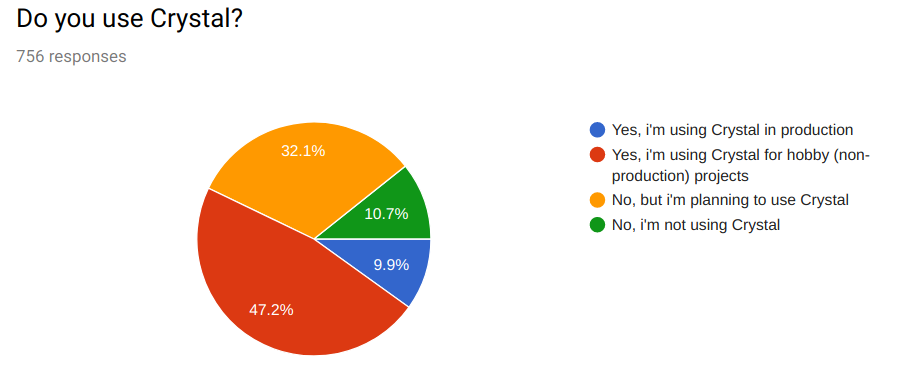 Do you use Crystal?
756 responses
32.1%
10.7%
9.9%
47.2%
Yes, i'm using Crystal in production
Yes, i'm using Crystal for hobby (non-
production) projects
No, but i'm planning to use Crystal
No, i'm not using Crystal